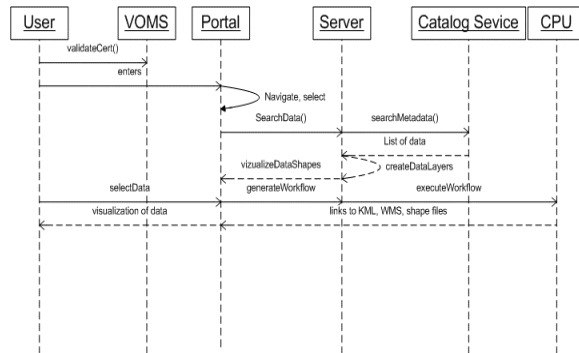 User VOMS Portal Server Catalog Sevice CPU
validateCert()
enters
Navigate, select
SearchData() searchMetadata()
List of data
vizualizeDataShapes createDataLayers
selectData generateWorkflow executeWorkflow
visualization of data links to KML, WMS, shape files